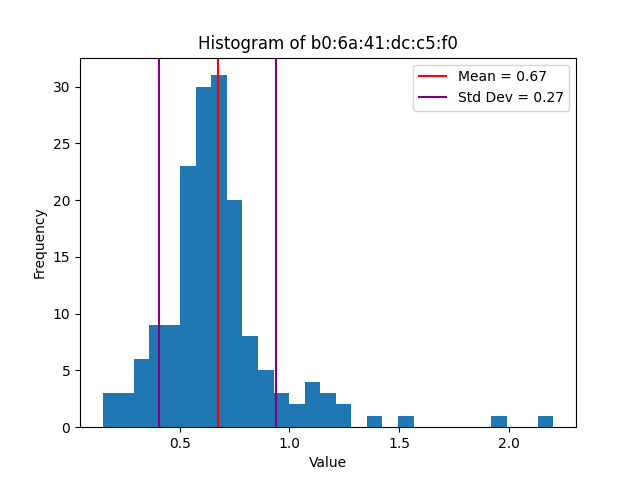 Histogram of b0:6a:41:dc:c5:f0
Mean = 0.67
Std Dev = 0.27
Frequency
30
25
20
15
10
5
0
0.5 1.0 1.5 2.0
Value